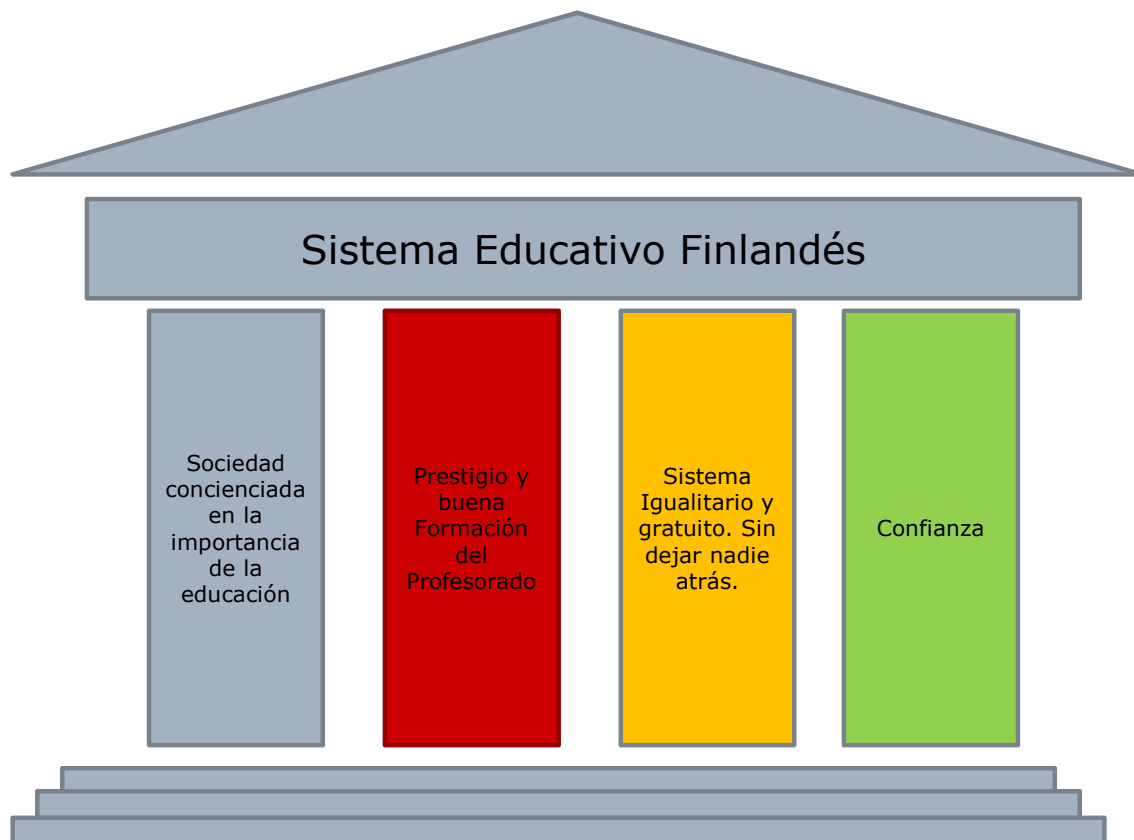 Sistema Educativo Finlandés
Sociedad
concienciada
en la
importancia
de la
educación
Prestigio y
buena
Formación
del
Profesorado
Sistema
Igualitario y
gratuito. Sin
dejar nadie
atrás.
Confianza